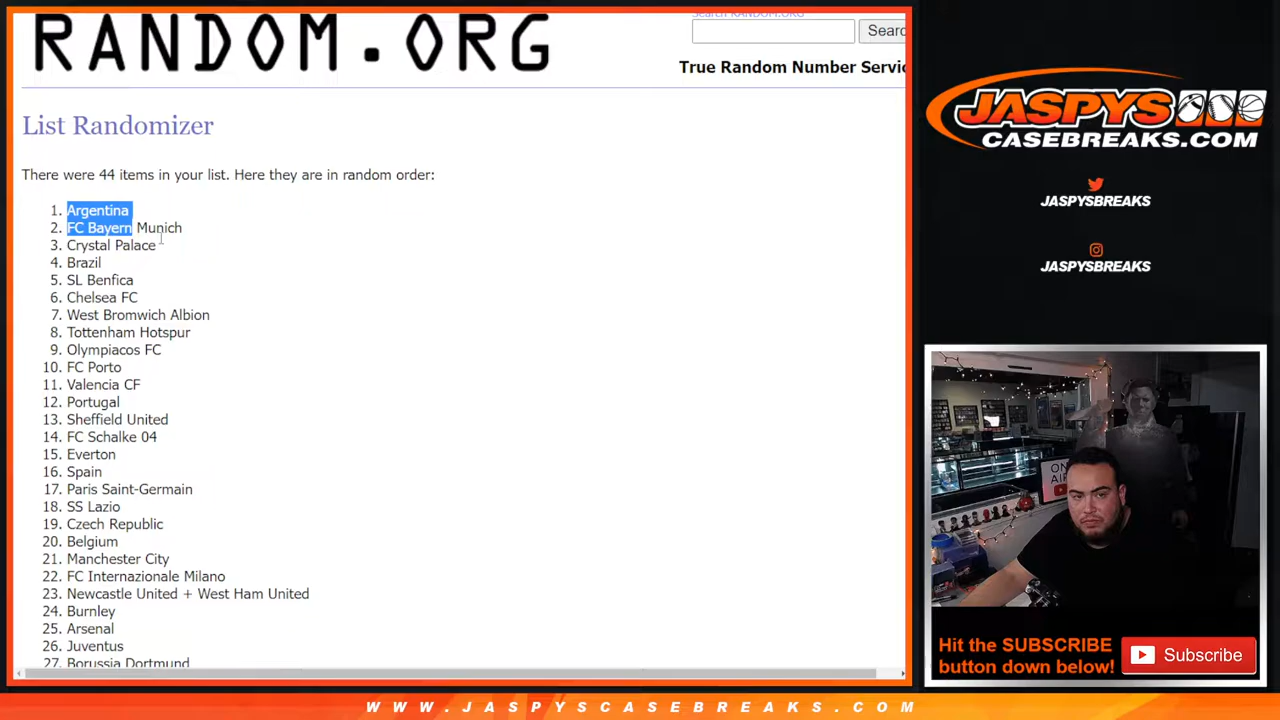 Search RANDOM.ORG
RANDOM.ORG
Searc
True Random Number Servic
List Randomizer
There were 44 items in your list. Here they are in random order:
1. Argentina
2. FC Bayern Munich
3. Crystal Palace
4. Brazil
5. SL Benfica
6. Chelsea FC
7. West Bromwich Albion
8. Tottenham Hotspur
9. Olympiacos FC
10. FC Porto
11. Valencia CF
12. Portugal
13. Sheffield United
14. FC Schalke 04
15. Everton
16. Spain
17. Paris Saint-Germain
18. SS Lazio
19. Czech Republic
20. Belgium
21. Manchester City
22. FC Internazionale Milano
23. Newcastle United + West Ham United
24. Burnley
25. Arsenal
26. Juventus
27. Borussia Dortmund
JASPYS
CASEBREAKS.COM
JASPYSBREAKS
JASPYSBREAKS
ON
AIR
Hit the SUBSCRIBE
button down below!
Subscribe
WWW.JASPYSCASEBREAKS.COM